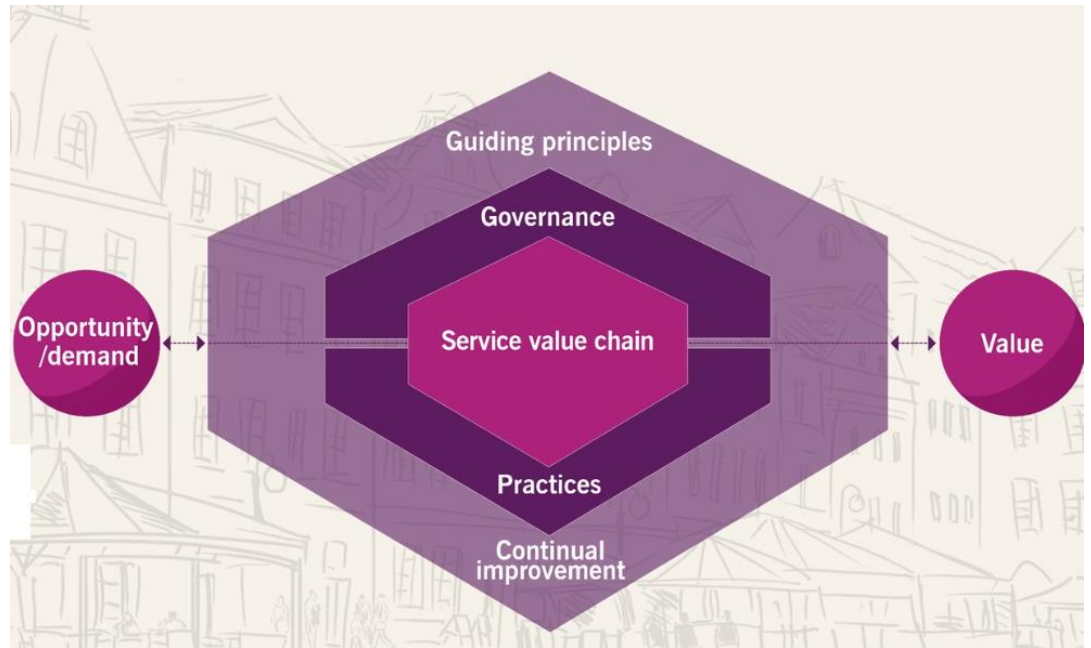 Guiding principles
Governance
Opportunity
/demand
Service value chain
Value
Practices
Continual
improvement